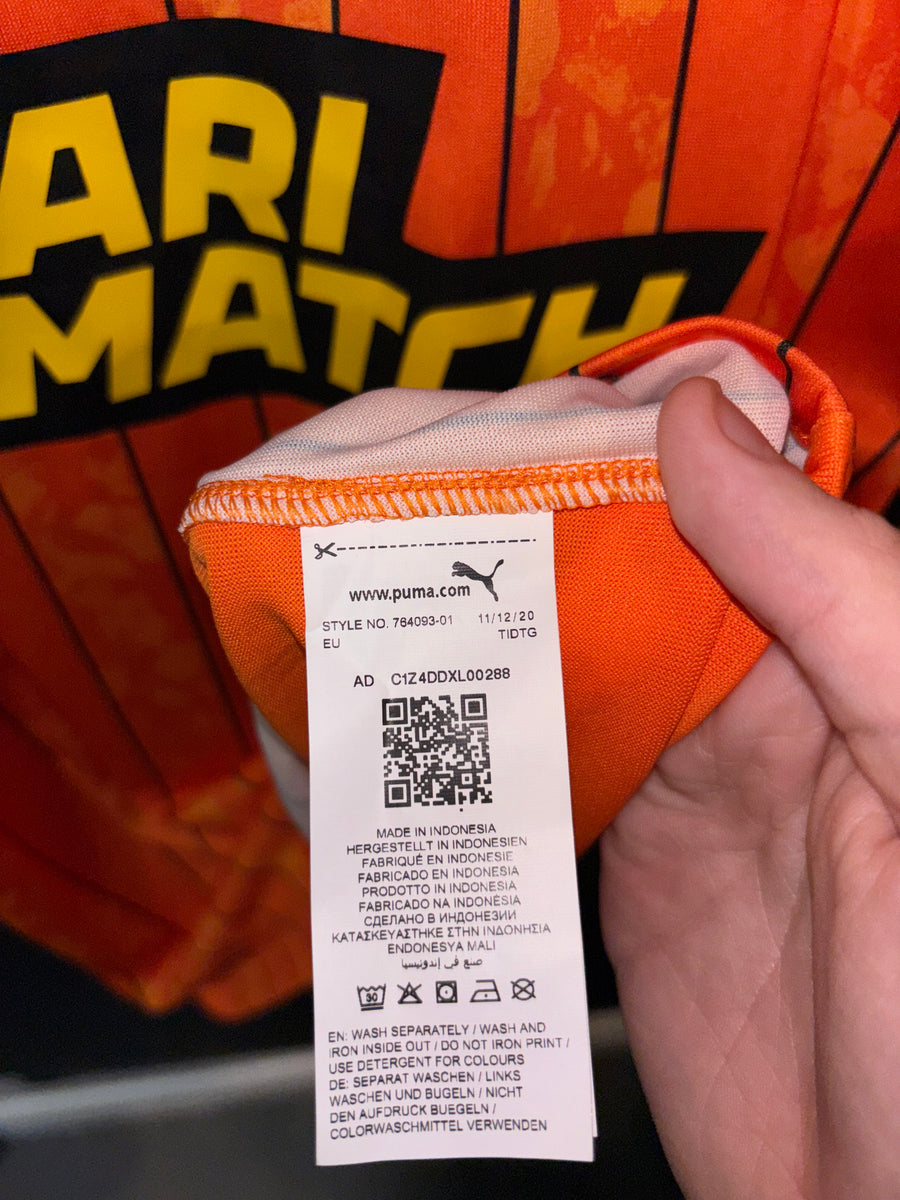 ARI
MATCH
www.puma.com
STYLE NO. 764093-01 11/12/20
EU TIDTG
AD C1Z4DDXL00288
MADE IN INDONESIA
HERGESTELLT IN INDONESIEN
FABRIQUÉ EN INDONESIE
FABRICADO EN INDONESIA
PRODOTTO IN INDONESIA
FABRICADO NA INDONÉSIA
СДЕЛАНО В ИНДОНЕЗИИ
ΚΑΤΑΣΚΕΥΑΣΤΗΚΕ ΣΤΗΝ ΙΝΔΟΝΗΣΙΑ
ENDONESYA MALI
صنع في إندونيسيا
30
EN: WASH SEPARATELY / WASH AND
IRON INSIDE OUT / DO NOT IRON PRINT /
USE DETERGENT FOR COLOURS
DE: SEPARAT WASCHEN / LINKS
WASCHEN UND BUGELN / NICHT
DEN AUFDRUCK BUEGELN /
COLORWASCHMITTEL VERWENDEN